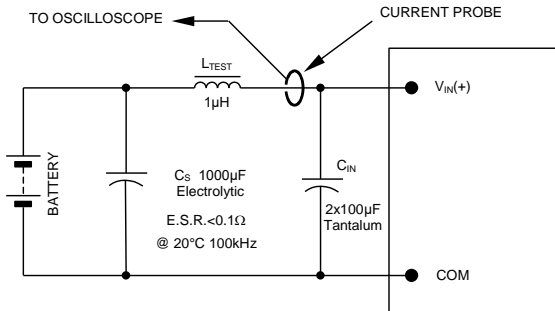 TO OSCILLOSCOPE
CURRENT PROBE
LTEST
1µH
VIN(+)
BATTERY
CS 1000µF
Electrolytic
E.S.R.<0.1Ω
@ 20°C 100kHz
CIN
2x100µF
Tantalum
COM